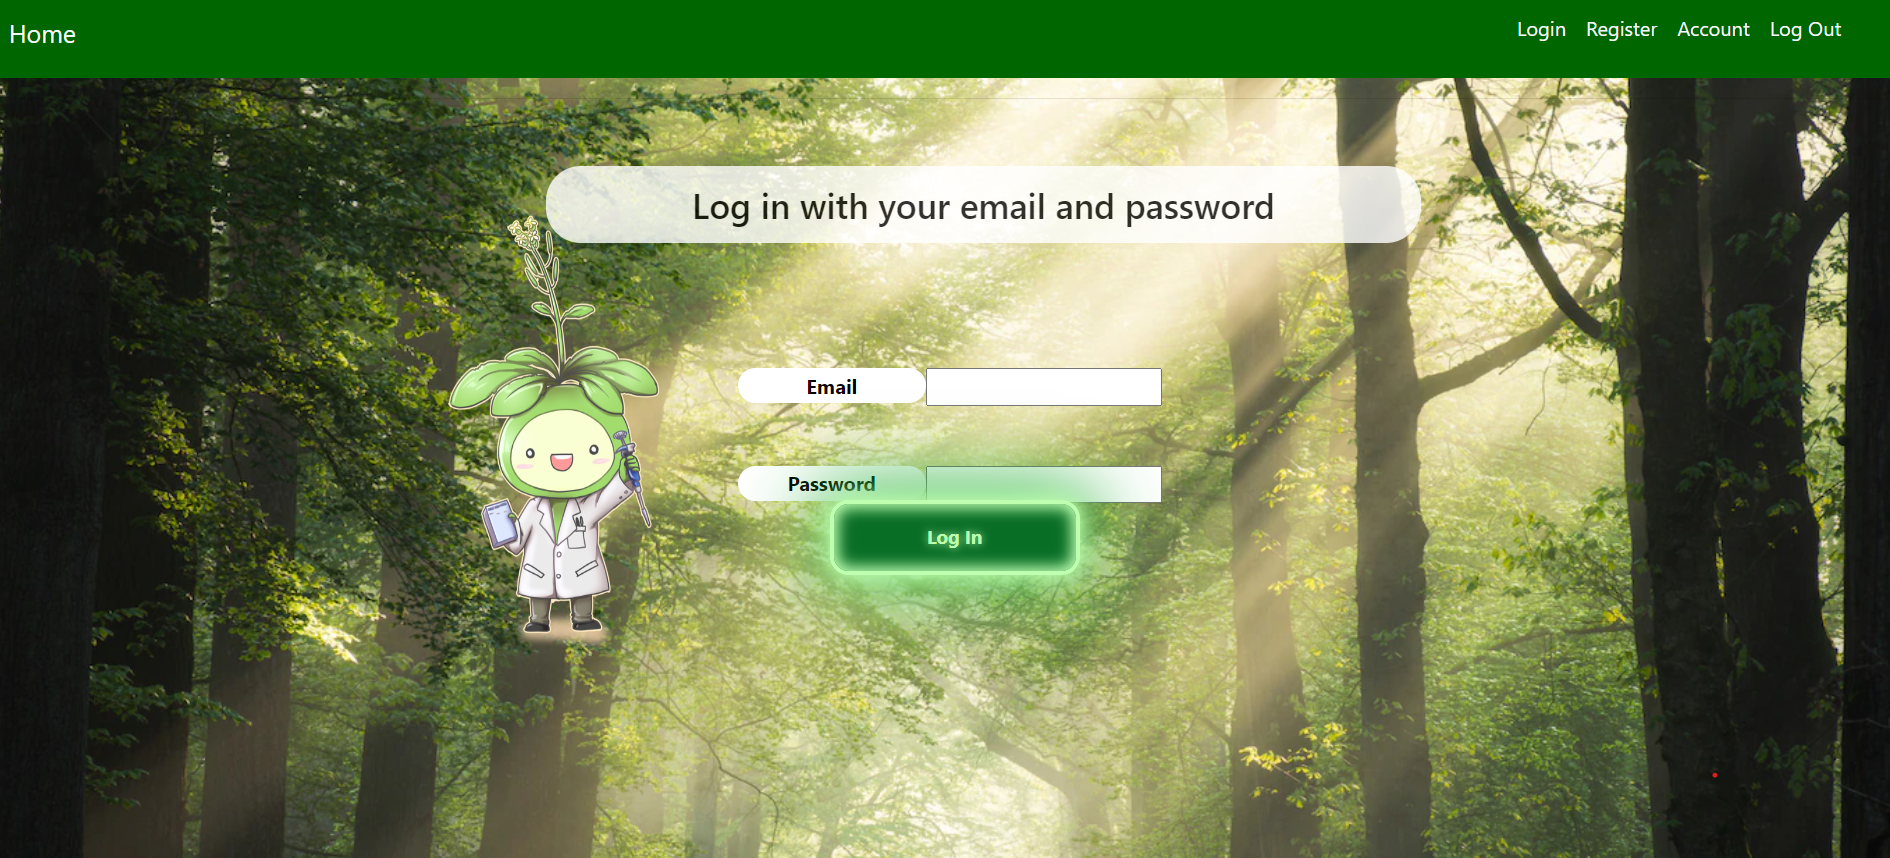 Home
Login Register Account Log Out
Log in with your email and password
Email
Password
Log In